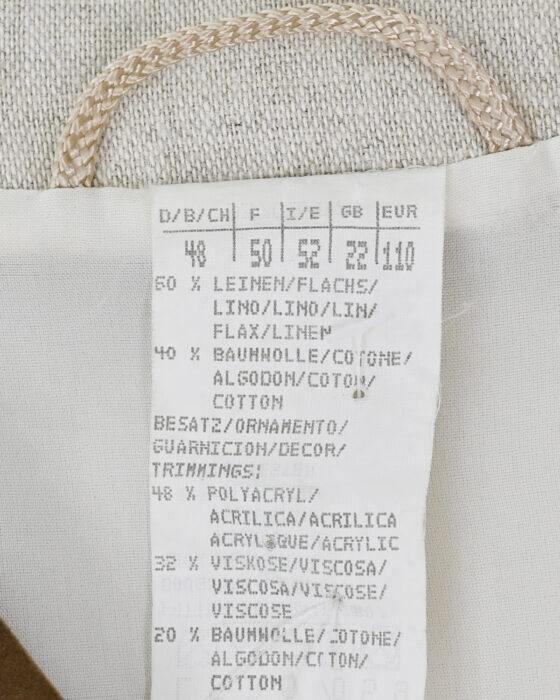 D/B/CH F I/E GB EUR
48 50 52 22 110
60 % LEINEN/FLACHS/
LINO/LINO/LIN/
FLAX/LINEN
40 % BAUMWOLLE/COTONE/
ALGODON/COTON/
COTTON
BESATZ/ORNAMENTO/
GUARNICION/DECOR/
TRIMMINGS:
48 % POLYACRYL/
ACRILICA/ACRILICA
ACRYLIQUE/ACRYLIC
32 % VISKOSE/VISCOSA/
VISCOSA/VISCOSE/
VISCOSE
20 % BAUMWOLLE/COTONE/
ALGODON/COTON/
COTTON